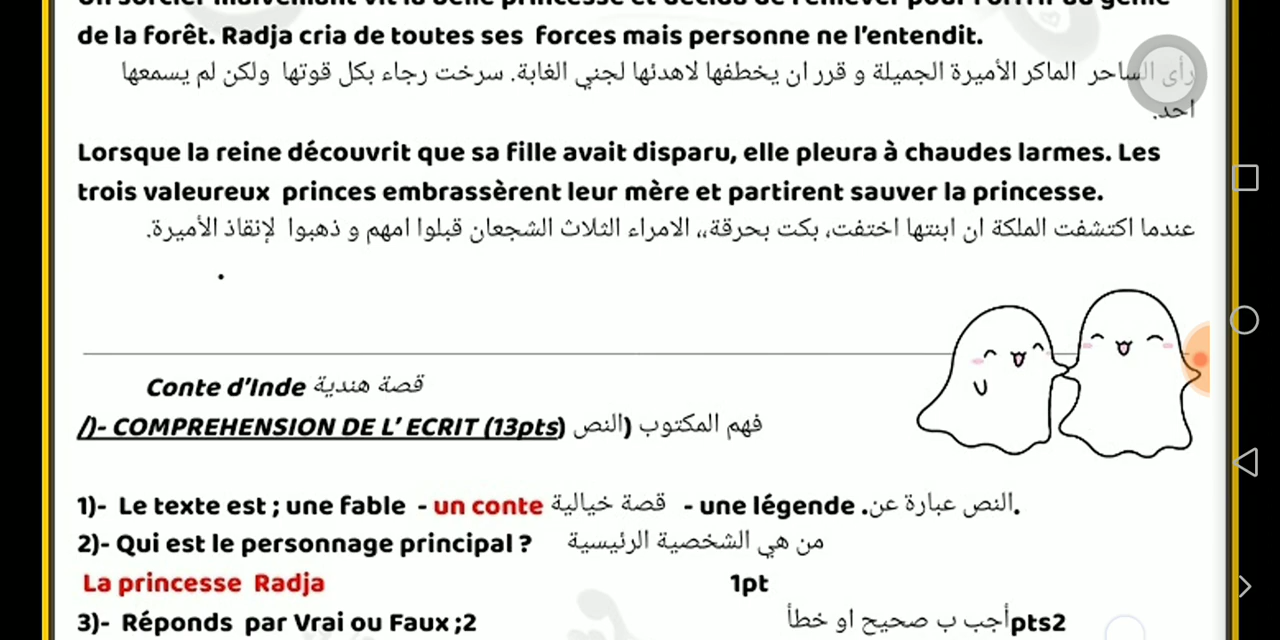 de la forêt. Radja cria de toutes ses forces mais personne ne l'entendit.
رأى الساحر الماكر الأميرة الجميلة و قرر ان يخطفها لاهدئها لجني الغابة. سرخت رجاء بكل قوتها ولكن لم يسمعها
احد.
Lorsque la reine découvrit que sa fille avait disparu, elle pleura à chaudes larmes. Les
trois valeureux princes embrassèrent leur mère et partirent sauver la princesse.
عندما اكتشفت الملكة ان ابنتها اختفت، بكت بحرقة،, الامراء الثلاث الشجعان قبلوا امهم و ذهبوا لإنقاذ الأميرة.
.
Conte d'Inde قصة هندية
/)- COMPREHENSION DE L' ECRIT (13pts) فهم المكتوب (النص
1)- Le texte est ; une fable - un conte قصة خيالية - une légende .النص عبارة عن.
2)- Qui est le personnage principal ? من هي الشخصية الرئيسية
La princesse Radja 1pt
3)- Réponds par Vrai ou Faux ;2 أجب ب صحيح او خطأ pts2